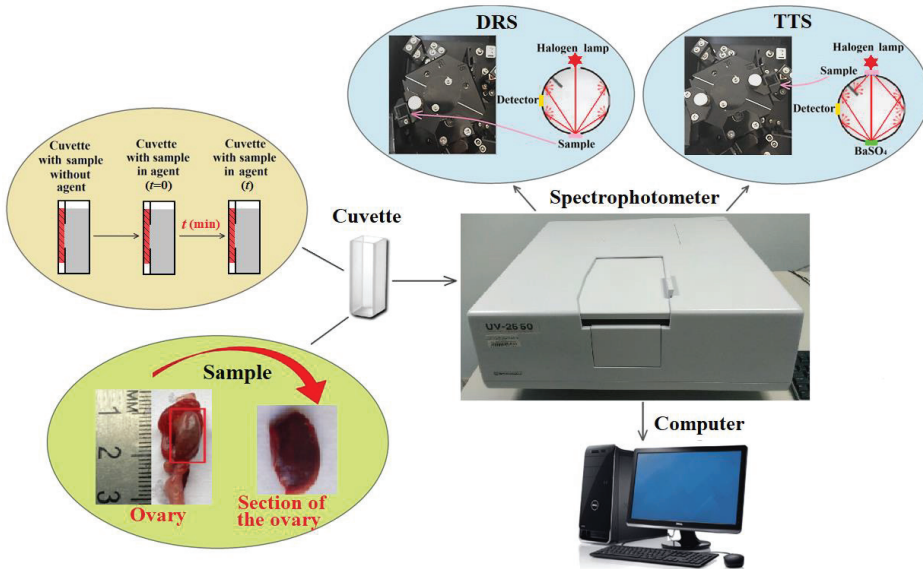 DRS
Halogen lamp
Detector
Sample
TTS
Halogen lamp
Sample
Detector
BaSO₄
Cuvette
with sample
without
agent
Cuvette
with sample
in agent
(t=0)
Cuvette
with sample
in agent
(t)
t (min)
Cuvette
Spectrophotometer
UV-2550
Sample
MM
1
2
3
Ovary
Section of
the ovary
Computer